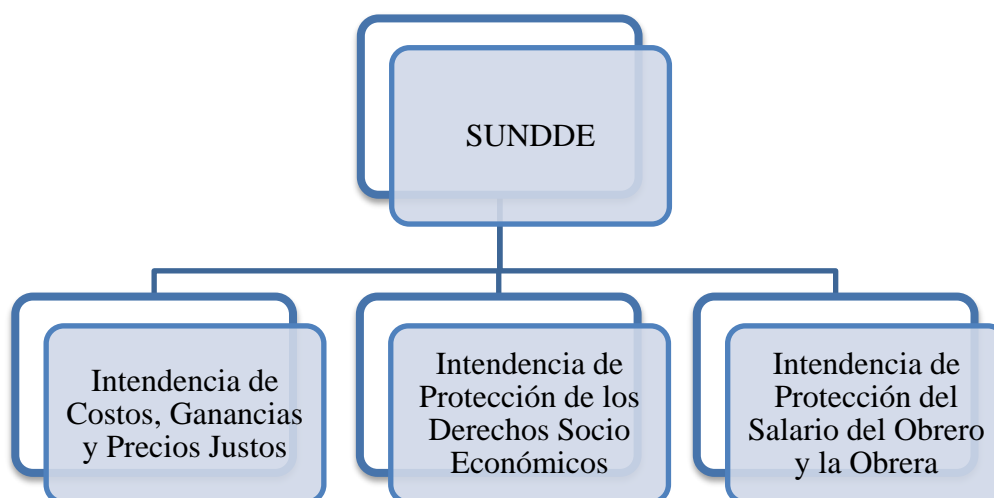 SUNDDE
Intendencia de
Costos, Ganancias
y Precios Justos
Intendencia de
Protección de los
Derechos Socio
Económicos
Intendencia de
Protección del
Salario del Obrero
y la Obrera